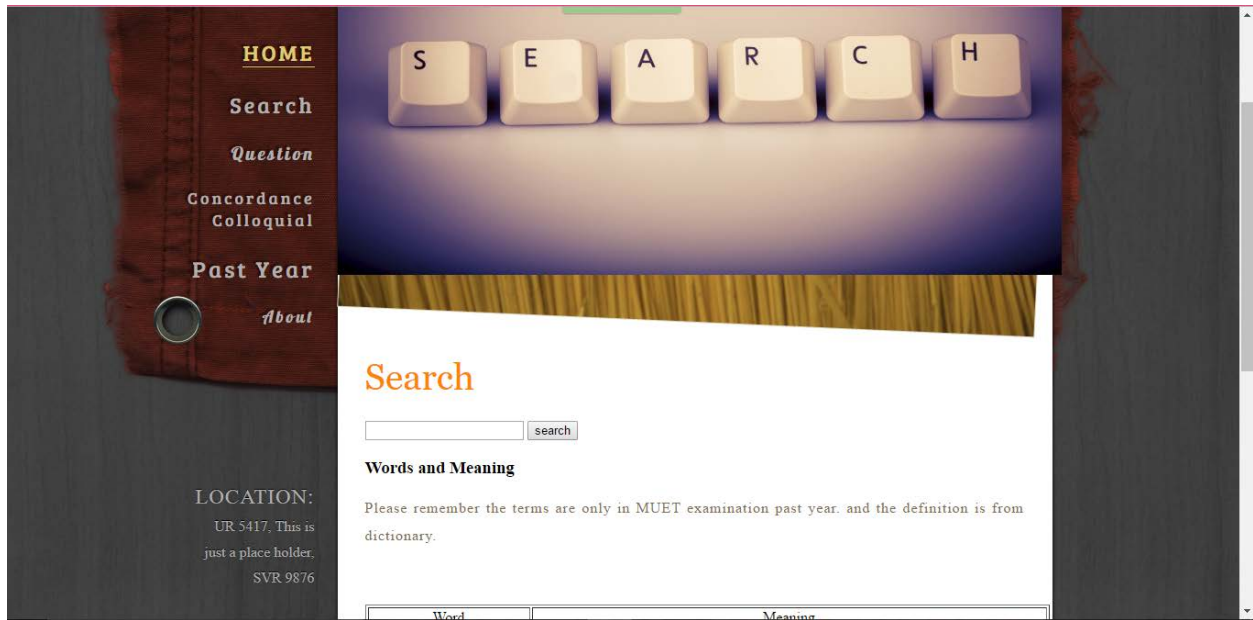 HOME
Search
Question
Concordance
Colloquial
Past Year
About
LOCATION:
UR 5417, This is
just a place holder,
SVR 9876
S E A R C H
Search
search
Words and Meaning
Please remember the terms are only in MUET examination past year. and the definition is from
dictionary.
Word Meaning